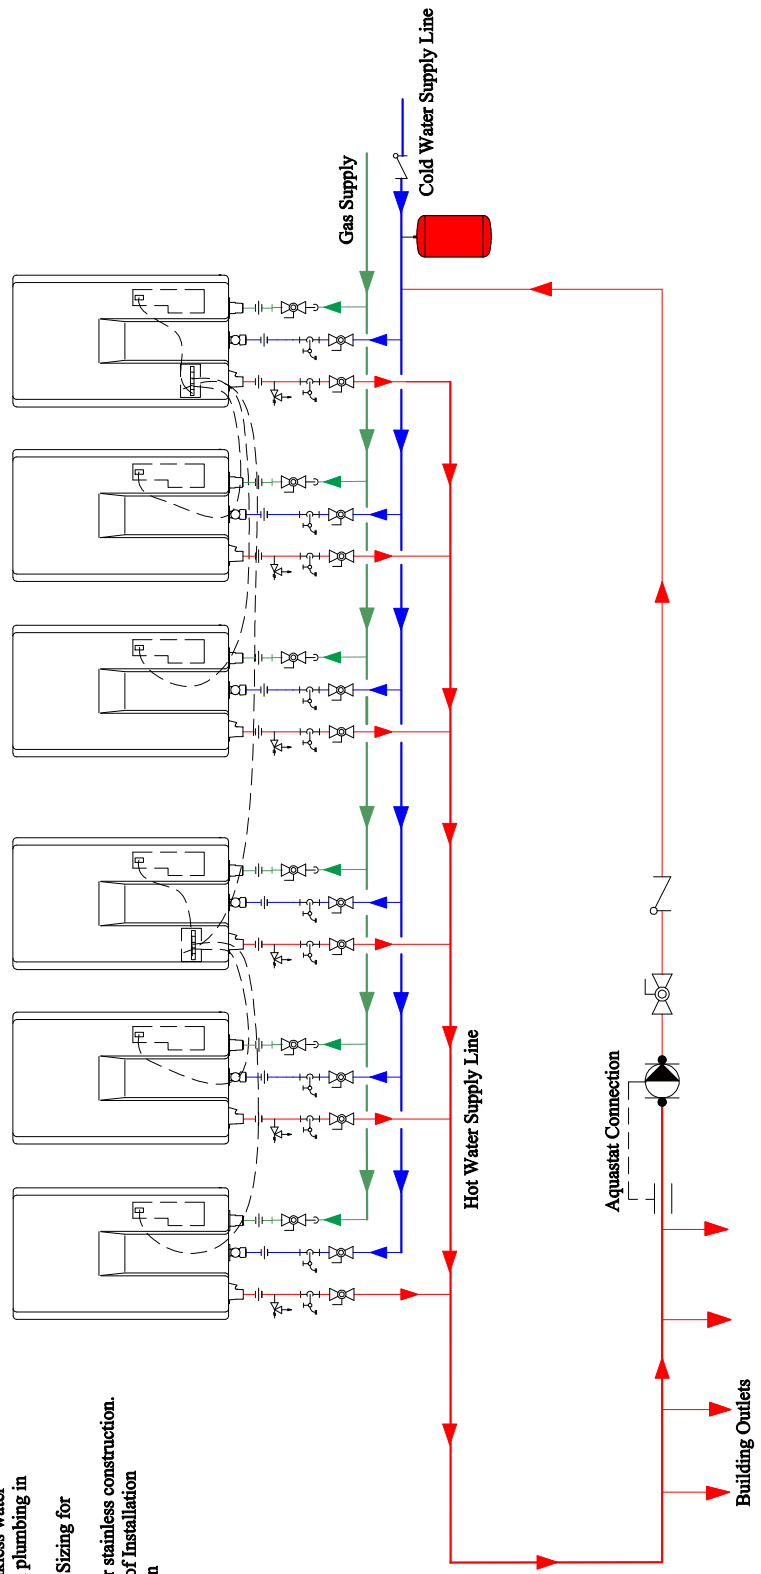 water
plumbing in
Sizing for
stainless construction.
of Installation
Gas Supply
Cold Water Supply Line
Hot Water Supply Line
Aquastat Connection
Building Outlets